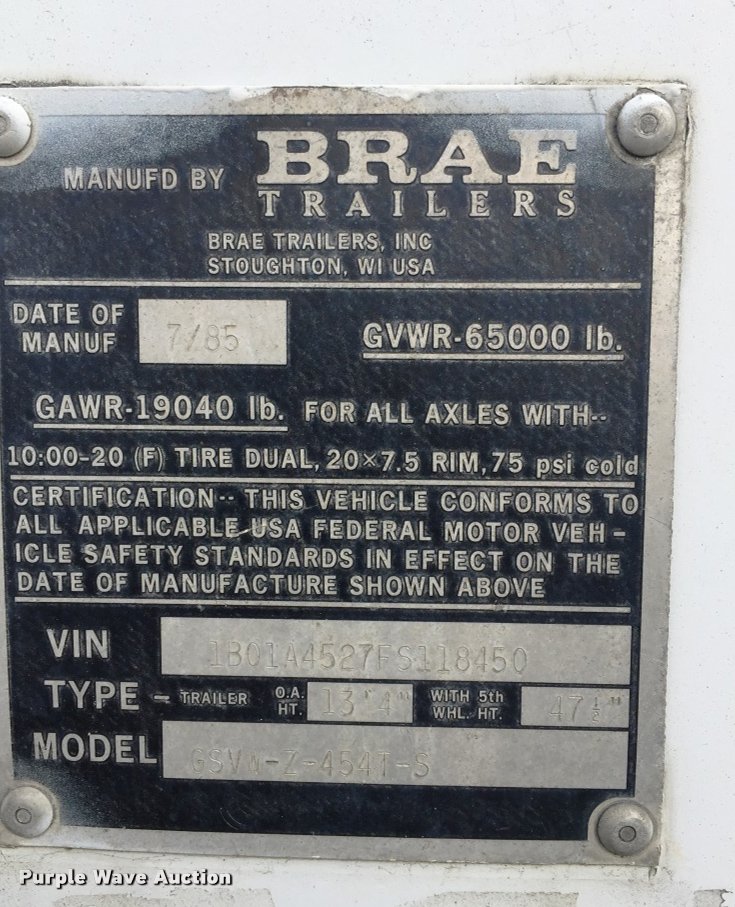 MANUFD BY BRAE
TRAILERS
BRAE TRAILERS, INC
STOUGHTON, WI USA
DATE OF
MANUF 7/85 GVWR-65000 lb.
GAWR-19040 lb. FOR ALL AXLES WITH--
10:00-20 (F) TIRE DUAL, 20×7.5 RIM, 75 psi cold
CERTIFICATION-- THIS VEHICLE CONFORMS TO
ALL APPLICABLE USA FEDERAL MOTOR VEH-
ICLE SAFETY STANDARDS IN EFFECT ON THE
DATE OF MANUFACTURE SHOWN ABOVE
VIN 1B01A4527FS118450
TYPE - TRAILER O.A. HT. 13'4" WITH 5th WHL. HT. 47 1/2"
MODEL GSVW-Z-454T-S
Purple Wave Auction